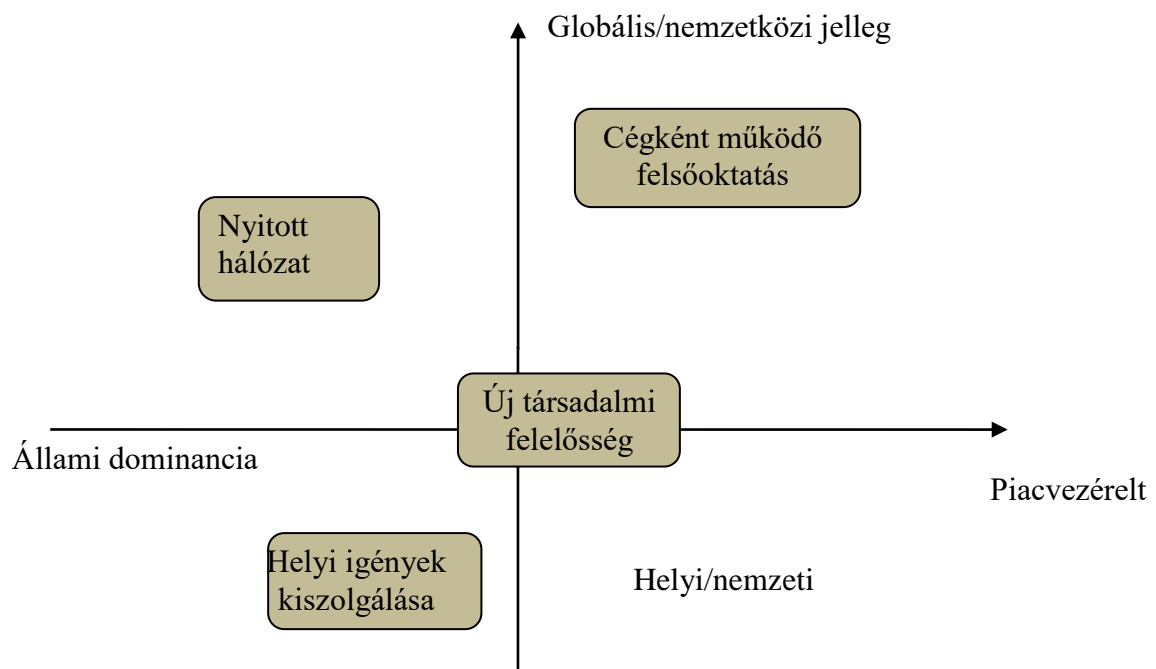 Globális/nemzetközi jelleg
Cégként működő
felsőoktatás
Nyitott
hálózat
Új társadalmi
felelősség
Állami dominancia
Piacvezérelt
Helyi igények
kiszolgálása
Helyi/nemzeti